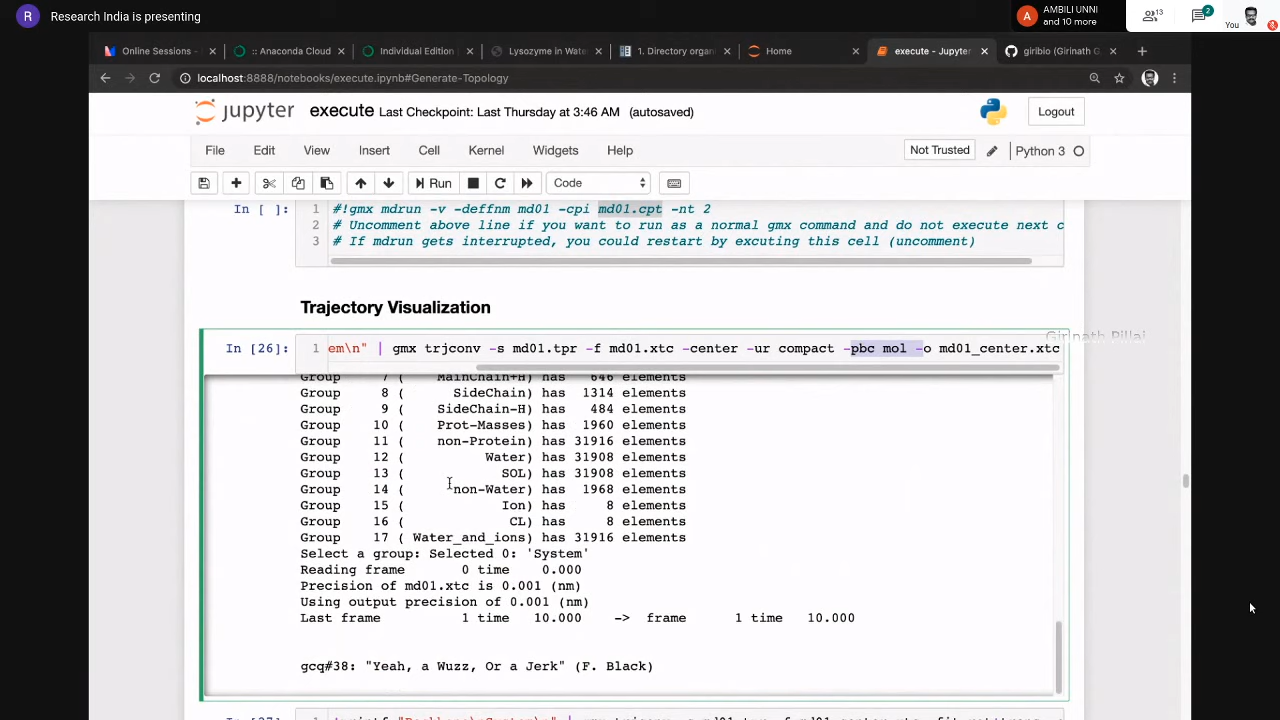 R Research India is presenting
A AMBILI UNNI and 10 more
13
2
You
Online Sessions -
:: Anaconda Cloud
Individual Edition |
Lysozyme in Wate
1. Directory organ
Home
execute - Jupyter
giribio (Girinath G
localhost:8888/notebooks/execute.ipynb#Generate-Topology
jupyter execute Last Checkpoint: Last Thursday at 3:46 AM (autosaved)
Logout
File Edit View Insert Cell Kernel Widgets Help
Not Trusted
Python 3
Run
Code
In [ ]:
1 #!gmx mdrun -v -deffnm md01 -cpi md01.cpt -nt 2
2 # Uncomment above line if you want to run as a normal gmx command and do not execute next c
3 # If mdrun gets interrupted, you could restart by excuting this cell (uncomment)
Trajectory Visualization
Girinath Pillai
In [26]:
1 em\n" | gmx trjconv -s md01.tpr -f md01.xtc -center -ur compact -pbc mol -o md01_center.xtc
Group 7 ( MainChain+H) has 646 elements
Group 8 ( SideChain) has 1314 elements
Group 9 ( SideChain-H) has 484 elements
Group 10 ( Prot-Masses) has 1960 elements
Group 11 ( non-Protein) has 31916 elements
Group 12 ( Water) has 31908 elements
Group 13 ( SOL) has 31908 elements
Group 14 ( non-Water) has 1968 elements
Group 15 ( Ion) has 8 elements
Group 16 ( CL) has 8 elements
Group 17 ( Water_and_ions) has 31916 elements
Select a group: Selected 0: 'System'
Reading frame 0 time 0.000
Precision of md01.xtc is 0.001 (nm)
Using output precision of 0.001 (nm)
Last frame 1 time 10.000 -> frame 1 time 10.000
gcq#38: "Yeah, a Wuzz, Or a Jerk" (F. Black)